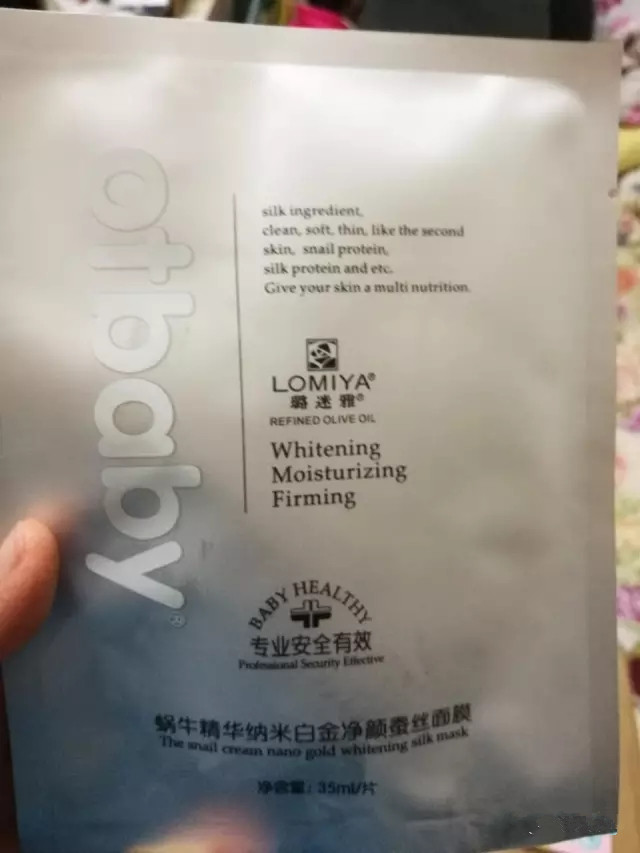 ofbaby®
silk ingredient,
clean, soft, thin, like the second
skin, snail protein,
silk protein and etc.
Give your skin a multi nutrition.
LOMIYA®
璐迷雅®
REFINED OLIVE OIL
Whitening
Moisturizing
Firming
BABY HEALTHY
专业安全有效
Professional Security Effective
蜗牛精华纳米白金净颜蚕丝面膜
The snail cream nano gold whitening silk mask
净含量：35ml/片